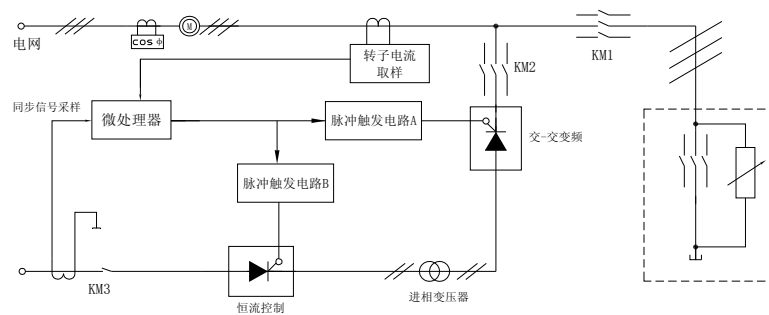 M
电网
COS Φ
转子电流
取样
KM2
KM1
同步信号采样
微处理器
脉冲触发电路A
交-交变频
脉冲触发电路B
KM3
恒流控制
进相变压器